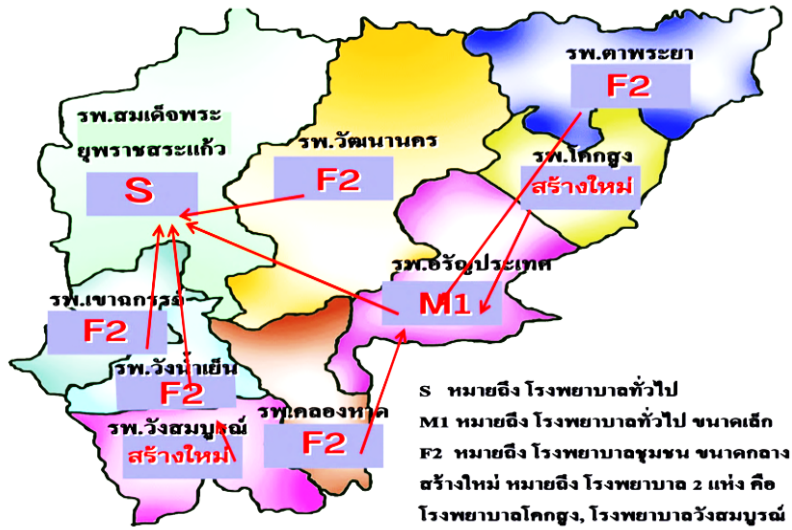 รพ.ตาพระยา
F2
รพ.สมเด็จพระ
ยุพราชสระแก้ว
S
รพ.วัฒนานคร
F2
รพ.โคกสูง
สร้างใหม่
รพ.อรัญประเทศ
M1
รพ.เขาฉกรรจ์
F2
รพ.วังน้ำเย็น
F2
รพ.คลองหาด
F2
รพ.วังสมบูรณ์
สร้างใหม่
S หมายถึง โรงพยาบาลทั่วไป
M1 หมายถึง โรงพยาบาลทั่วไป ขนาดเล็ก
F2 หมายถึง โรงพยาบาลชุมชน ขนาดกลาง
สร้างใหม่ หมายถึง โรงพยาบาล 2 แห่ง คือ
โรงพยาบาลโคกสูง, โรงพยาบาลวังสมบูรณ์